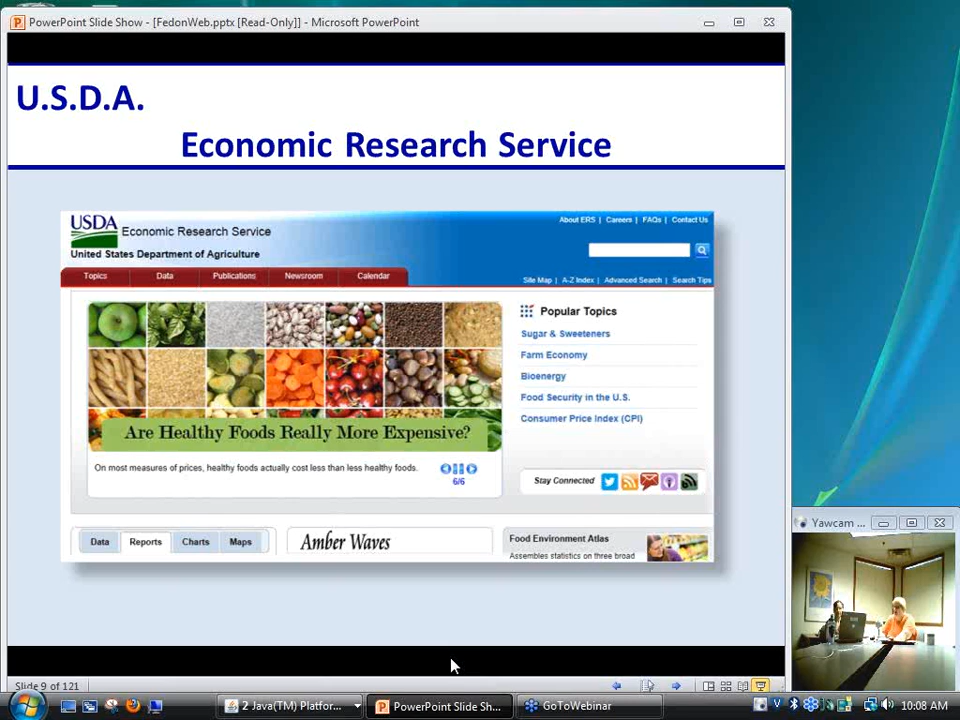 PowerPoint Slide Show - [FedonWeb.pptx [Read-Only]] - Microsoft PowerPoint
U.S.D.A.
Economic Research Service
About ERS | Careers | FAQs | Contact Us
USDA Economic Research Service
United States Department of Agriculture
Topics Data Publications Newsroom Calendar
Site Map | A-Z Index | Advanced Search | Search Tips
Are Healthy Foods Really More Expensive?
On most measures of prices, healthy foods actually cost less than less healthy foods.
6/6
Popular Topics
Sugar & Sweeteners
Farm Economy
Bioenergy
Food Security in the U.S.
Consumer Price Index (CPI)
Stay Connected
Data Reports Charts Maps
Amber Waves
Food Environment Atlas
Assembles statistics on three broad
Yawcam ...
Slide 9 of 121
2 Java(TM) Platfor...
PowerPoint Slide Sh...
GoToWebinar
10:08 AM